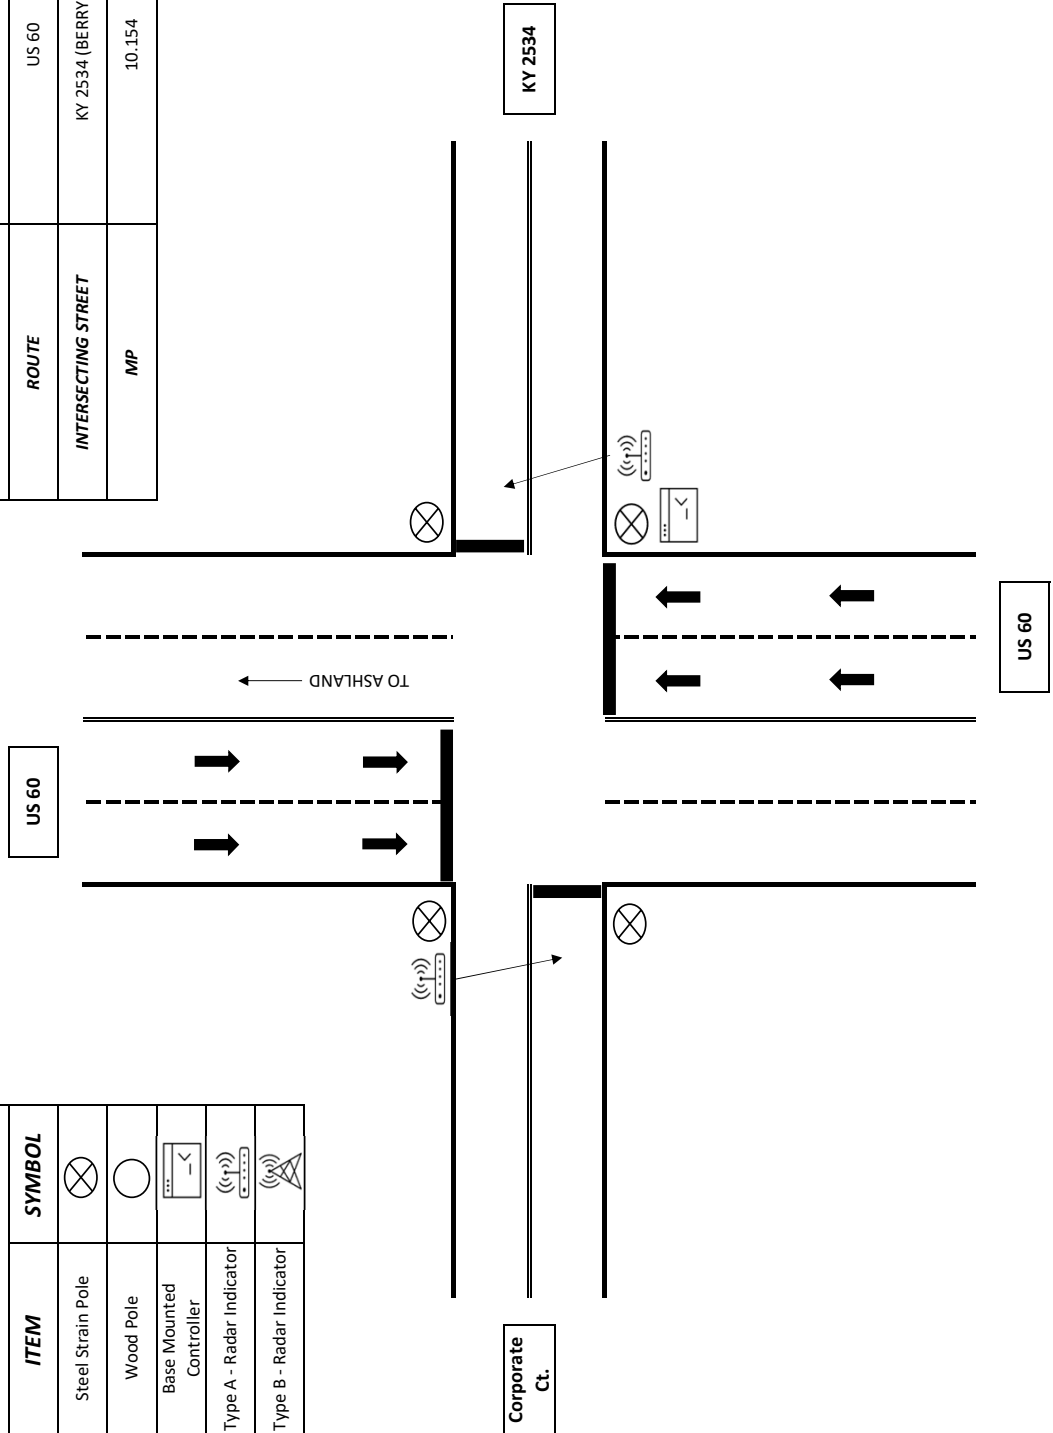 ROUTE
US 60
INTERSECTING STREET
KY 2534 (BERRY
MP
10.154
KY 2534
US 60
TO ASHLAND
US 60
Corporate
Ct.
ITEM
SYMBOL
Steel Strain Pole
Wood Pole
Base Mounted
Controller
Type A - Radar Indicator
Type B - Radar Indicator